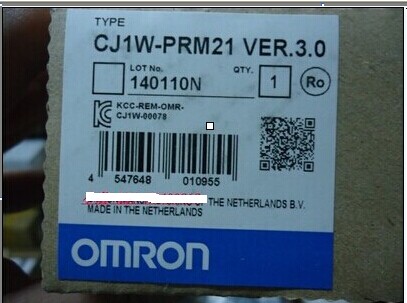 TYPE
CJ1W-PRM21 VER.3.0
LOT No. QTY.
140110N 1 Ro
KCC-REM-OMR-
CJ1W-00078
4 547648 010955
THE NETHERLANDS B.V.
MADE IN THE NETHERLANDS
OMRON